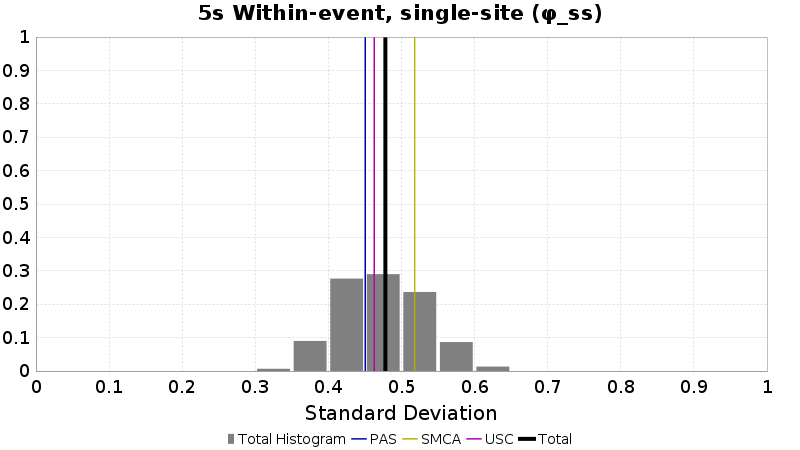 5s Within-event, single-site (φ_ss)
1
0.9
0.8
0.7
0.6
0.5
0.4
0.3
0.2
0.1
0
0 0.1 0.2 0.3 0.4 0.5 0.6 0.7 0.8 0.9 1
Standard Deviation
Total Histogram PAS SMCA USC Total